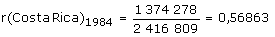 r(Costa Rica)1984 = 1 374 278 / 2 416 809 = 0,56863